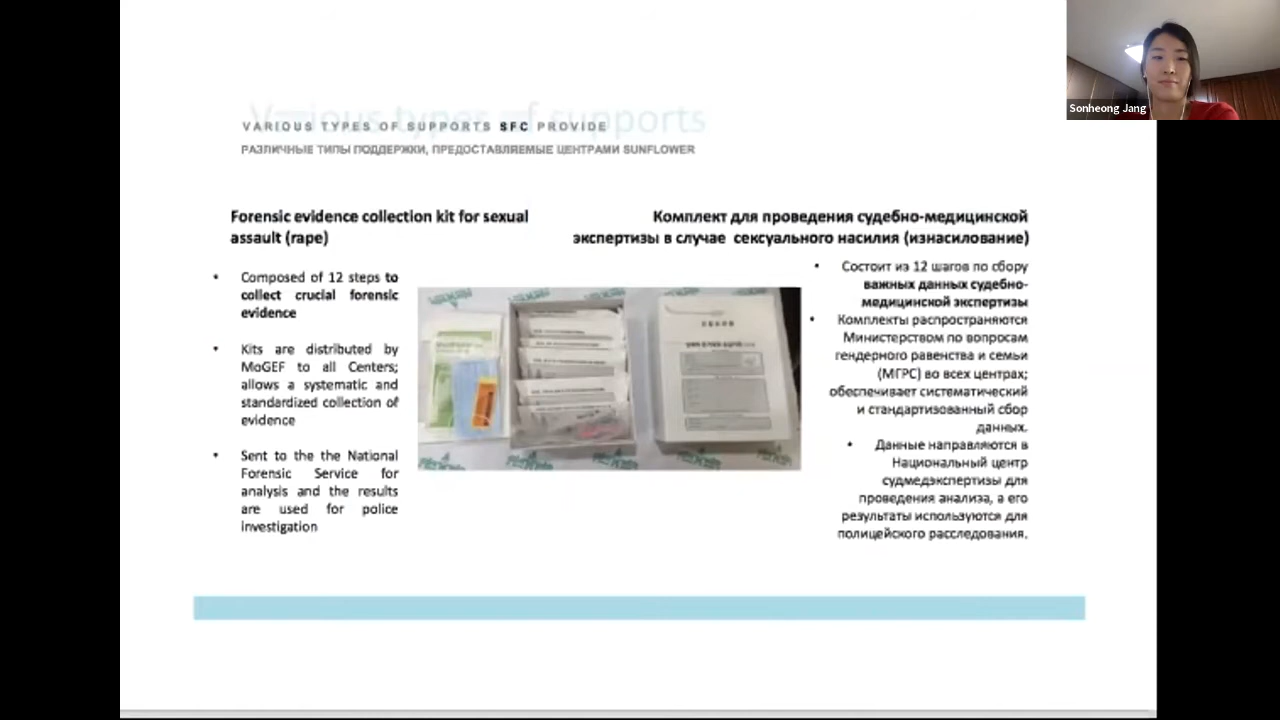 Various types of supports
VARIOUS TYPES OF SUPPORTS SFC PROVIDE
РАЗЛИЧНЫЕ ТИПЫ ПОДДЕРЖКИ, ПРЕДОСТАВЛЯЕМЫЕ ЦЕНТРАМИ SUNFLOWER
Sonheong Jang
Forensic evidence collection kit for sexual
assault (rape)
• Composed of 12 steps to
collect crucial forensic
evidence
• Kits are distributed by
MoGEF to all Centers;
allows a systematic and
standardized collection of
evidence
• Sent to the the National
Forensic Service for
analysis and the results
are used for police
investigation
Комплект для проведения судебно-медицинской
экспертизы в случае сексуального насилия (изнасилование)
• Состоит из 12 шагов по сбору
важных данных судебно-
медицинской экспертизы
• Комплекты распространяются
Министерством по вопросам
гендерного равенства и семьи
(МГРС) во всех центрах;
обеспечивает систематический
и стандартизованный сбор
данных.
• Данные направляются в
Национальный центр
судмедэкспертизы для
проведения анализа, а его
результаты используются для
полицейского расследования.